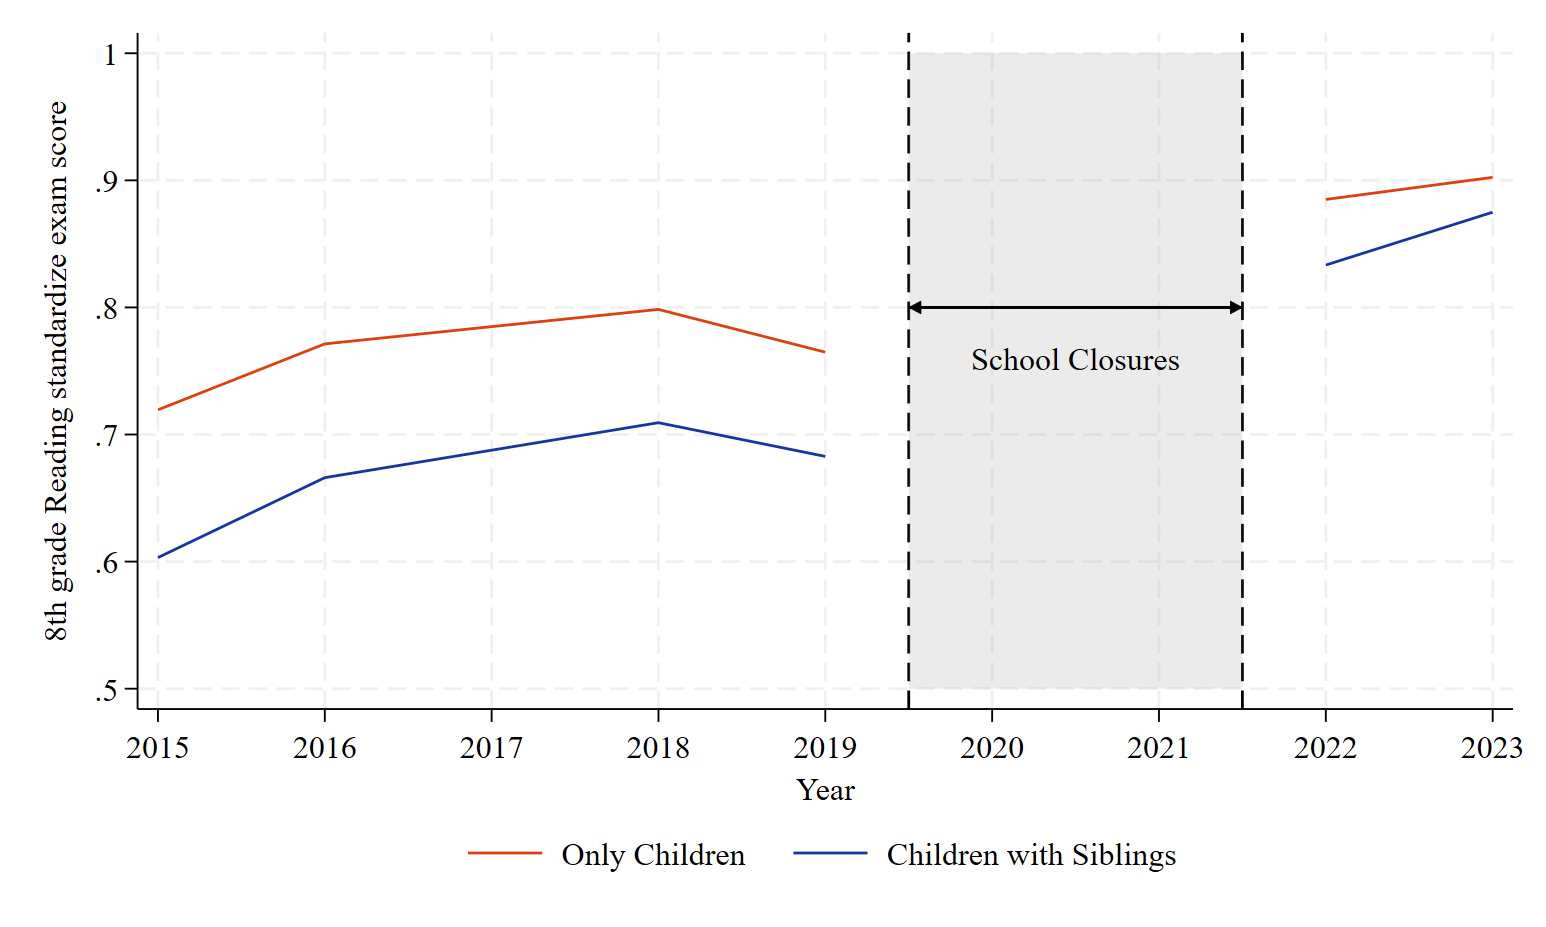 8th grade Reading standardize exam score
1
.9
.8
.7
.6
.5
School Closures
2015 2016 2017 2018 2019 2020 2021 2022 2023
Year
Only Children Children with Siblings